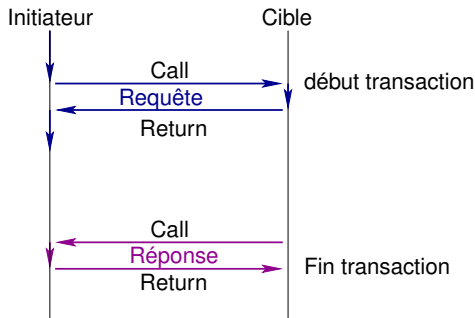 Initiateur Cible
Call
début transaction
Requête
Return
Call
Réponse
Fin transaction
Return